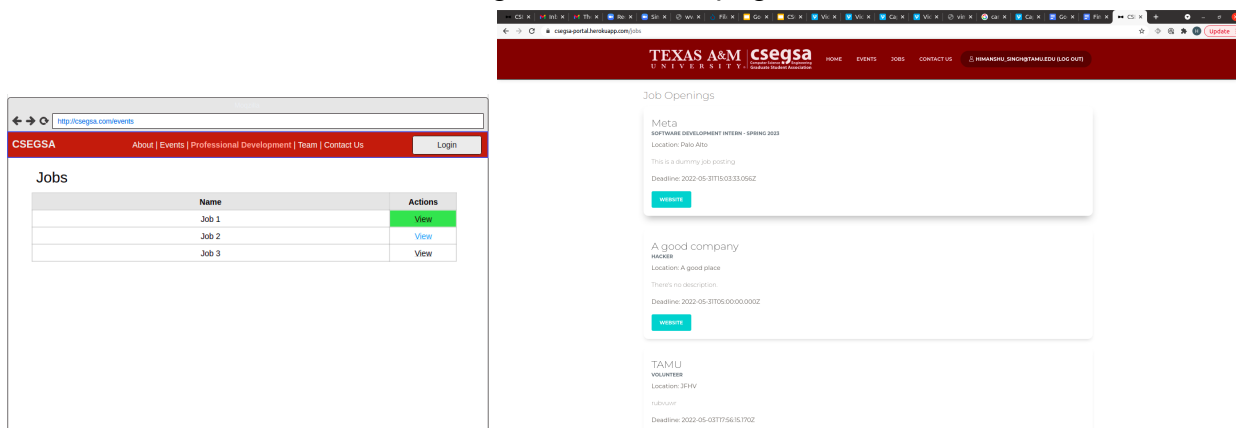 http://csegsa.com/events
CSEGSA
About | Events | Professional Development | Team | Contact Us
Login
Jobs
Name
Actions
Job 1
View
Job 2
View
Job 3
View
csegsa-portal.herokuapp.com/jobs
Update
TEXAS A&M
UNIVERSITY
csegsa
Computer Science & Engineering
Graduate Student Association
HOME
EVENTS
JOBS
CONTACT US
HIMANSHU_SINGH@TAMU.EDU (LOG OUT)
Job Openings
Meta
SOFTWARE DEVELOPMENT INTERN - SPRING 2023
Location: Palo Alto
This is a dummy job posting
Deadline: 2022-05-31T15:03:33.056Z
WEBSITE
A good company
HACKER
Location: A good place
There's no description
Deadline: 2022-05-31T05:00:00.000Z
WEBSITE
TAMU
VOLUNTEER
Location: JFHV
Deadline: 2022-05-03T17:56:15.170Z